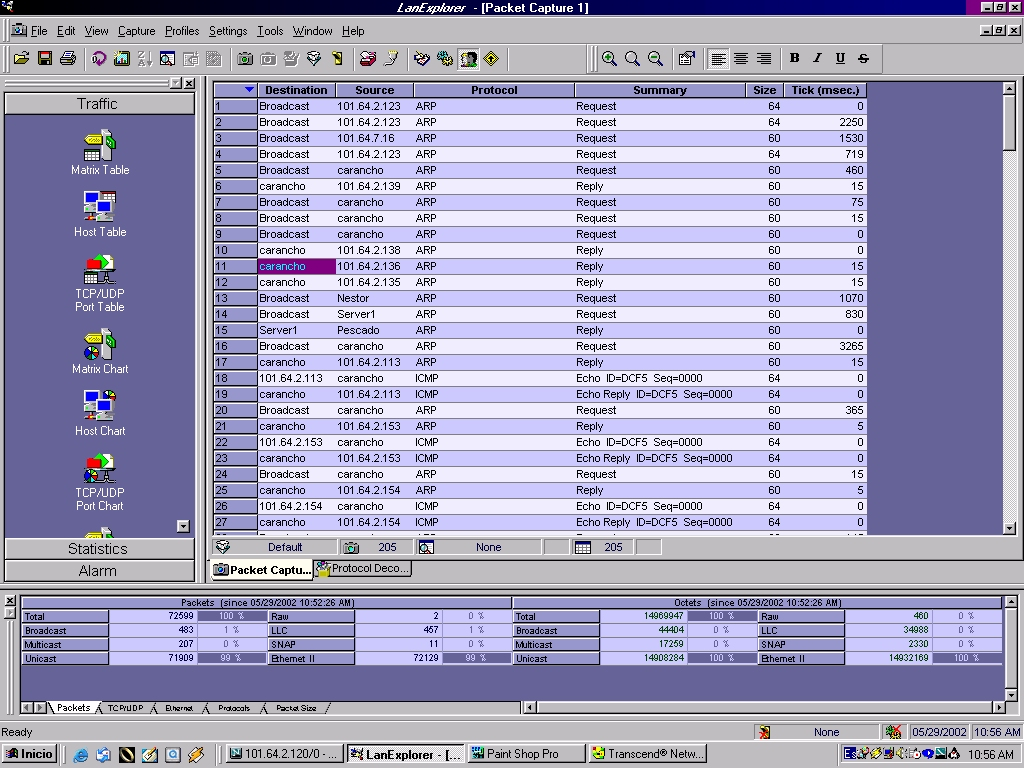 LanExplorer - [Packet Capture 1]
File Edit View Capture Profiles Settings Tools Window Help
B I U S
Traffic
Matrix Table
Host Table
TCP/UDP
Port Table
Matrix Chart
Host Chart
TCP/UDP
Port Chart
Statistics
Alarm
Destination Source Protocol Summary Size Tick (msec.)
1 Broadcast 101.64.2.123 ARP Request 64 0
2 Broadcast 101.64.2.123 ARP Request 64 2250
3 Broadcast 101.64.7.16 ARP Request 60 1530
4 Broadcast 101.64.2.123 ARP Request 64 719
5 Broadcast carancho ARP Request 60 460
6 carancho 101.64.2.139 ARP Reply 60 15
7 Broadcast carancho ARP Request 60 75
8 Broadcast carancho ARP Request 60 15
9 Broadcast carancho ARP Request 60 0
10 carancho 101.64.2.138 ARP Reply 60 0
11 carancho 101.64.2.136 ARP Reply 60 15
12 carancho 101.64.2.135 ARP Reply 60 15
13 Broadcast Nestor ARP Request 60 1070
14 Broadcast Server1 ARP Request 60 830
15 Server1 Pescado ARP Reply 60 0
16 Broadcast carancho ARP Request 60 3265
17 carancho 101.64.2.113 ARP Reply 60 15
18 101.64.2.113 carancho ICMP Echo ID=DCF5 Seq=0000 64 0
19 carancho 101.64.2.113 ICMP Echo Reply ID=DCF5 Seq=0000 64 0
20 Broadcast carancho ARP Request 60 365
21 carancho 101.64.2.153 ARP Reply 60 5
22 101.64.2.153 carancho ICMP Echo ID=DCF5 Seq=0000 64 0
23 carancho 101.64.2.153 ICMP Echo Reply ID=DCF5 Seq=0000 64 0
24 Broadcast carancho ARP Request 60 15
25 carancho 101.64.2.154 ARP Reply 60 5
26 101.64.2.154 carancho ICMP Echo ID=DCF5 Seq=0000 64 0
27 carancho 101.64.2.154 ICMP Echo Reply ID=DCF5 Seq=0000 64 0
Default 205 None 205
Packet Captu... Protocol Deco...
Packets (since 05/29/2002 10:52:26 AM) Octets (since 05/29/2002 10:52:26 AM)
Total 72599 100 % Raw 2 0 % Total 14969947 100 % Raw 460 0 %
Broadcast 483 1 % LLC 457 1 % Broadcast 44404 0 % LLC 34988 0 %
Multicast 207 0 % SNAP 11 0 % Multicast 17259 0 % SNAP 2330 0 %
Unicast 71909 99 % Ethernet II 72129 99 % Unicast 14908284 100 % Ethernet II 14932169 100 %
Packets TCP/UDP Ethernet Protocols Packet Size
Ready None 05/29/2002 10:56 AM
Inicio 101.64.2.120/0 - ... LanExplorer - [... Paint Shop Pro Transcend® Netw... Es 10:56 AM